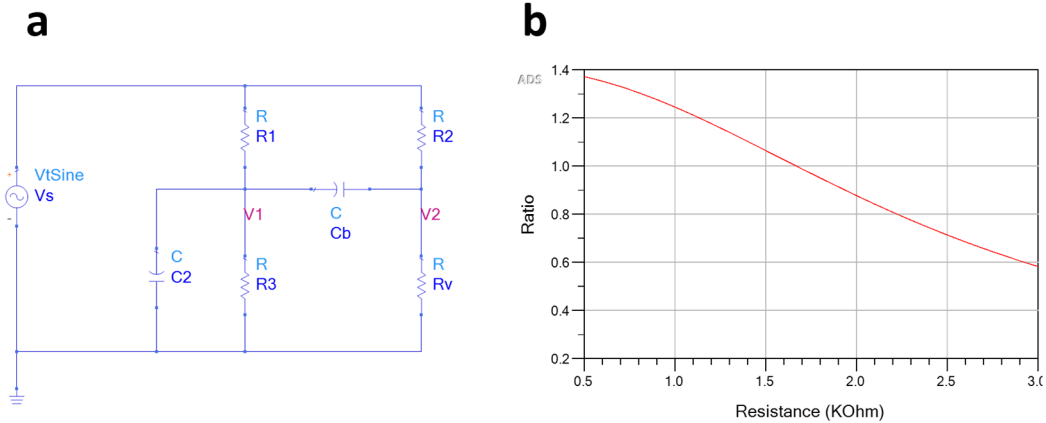 a
VtSine
Vs
R
R1
R
R2
V1
C
Cb
V2
C
C2
R
R3
R
Rv
b
ADS
1.4
1.2
1.0
0.8
0.6
0.4
0.2
Ratio
0.5 1.0 1.5 2.0 2.5 3.0
Resistance (KOhm)